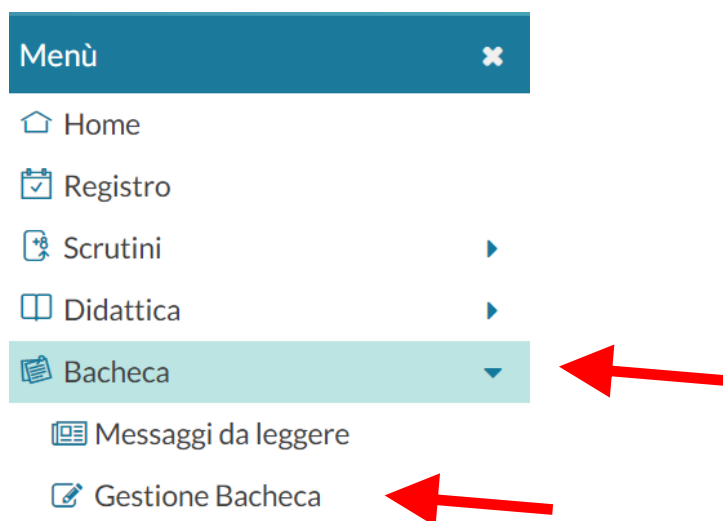 Menù
Home
Registro
Scrutini
Didattica
Bacheca
Messaggi da leggere
Gestione Bacheca